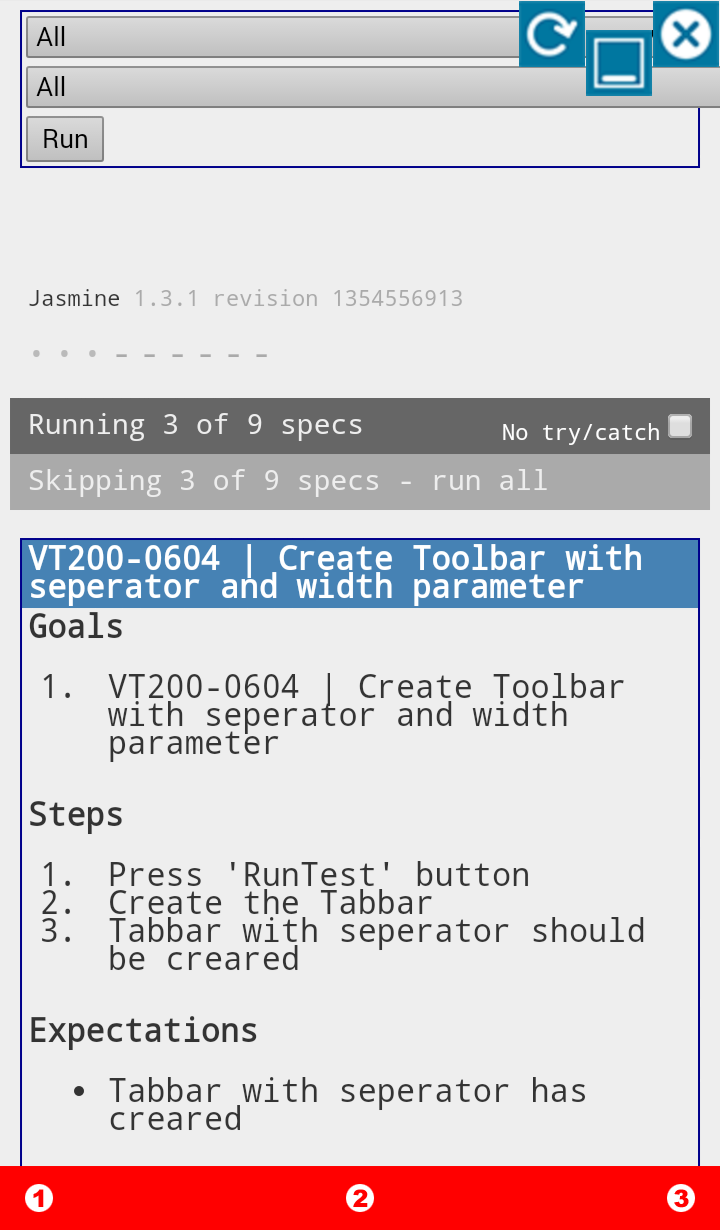 All
All
Run
Jasmine 1.3.1 revision 1354556913
• • • - - - - - -
Running 3 of 9 specs No try/catch
Skipping 3 of 9 specs - run all
VT200-0604 | Create Toolbar with
seperator and width parameter
Goals
1. VT200-0604 | Create Toolbar
with seperator and width
parameter
Steps
1. Press 'RunTest' button
2. Create the Tabbar
3. Tabbar with seperator should
be creared
Expectations
• Tabbar with seperator has
creared
1 2 3